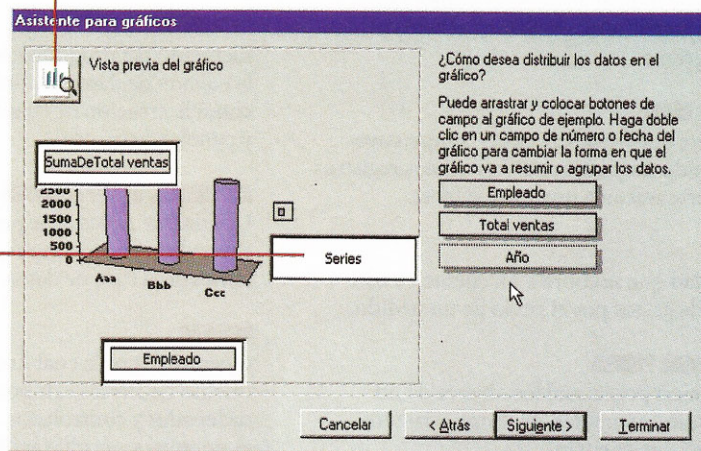 Asistente para gráficos
Vista previa del gráfico
SumaDeTotal ventas
2500
2000
1500
1000
500
0
Aaa
Bbb
Ccc
Series
Empleado
¿Cómo desea distribuir los datos en el
gráfico?
Puede arrastrar y colocar botones de
campo al gráfico de ejemplo. Haga doble
clic en un campo de número o fecha del
gráfico para cambiar la forma en que el
gráfico va a resumir o agrupar los datos.
Empleado
Total ventas
Año
Cancelar
< Atrás
Siguiente >
Terminar